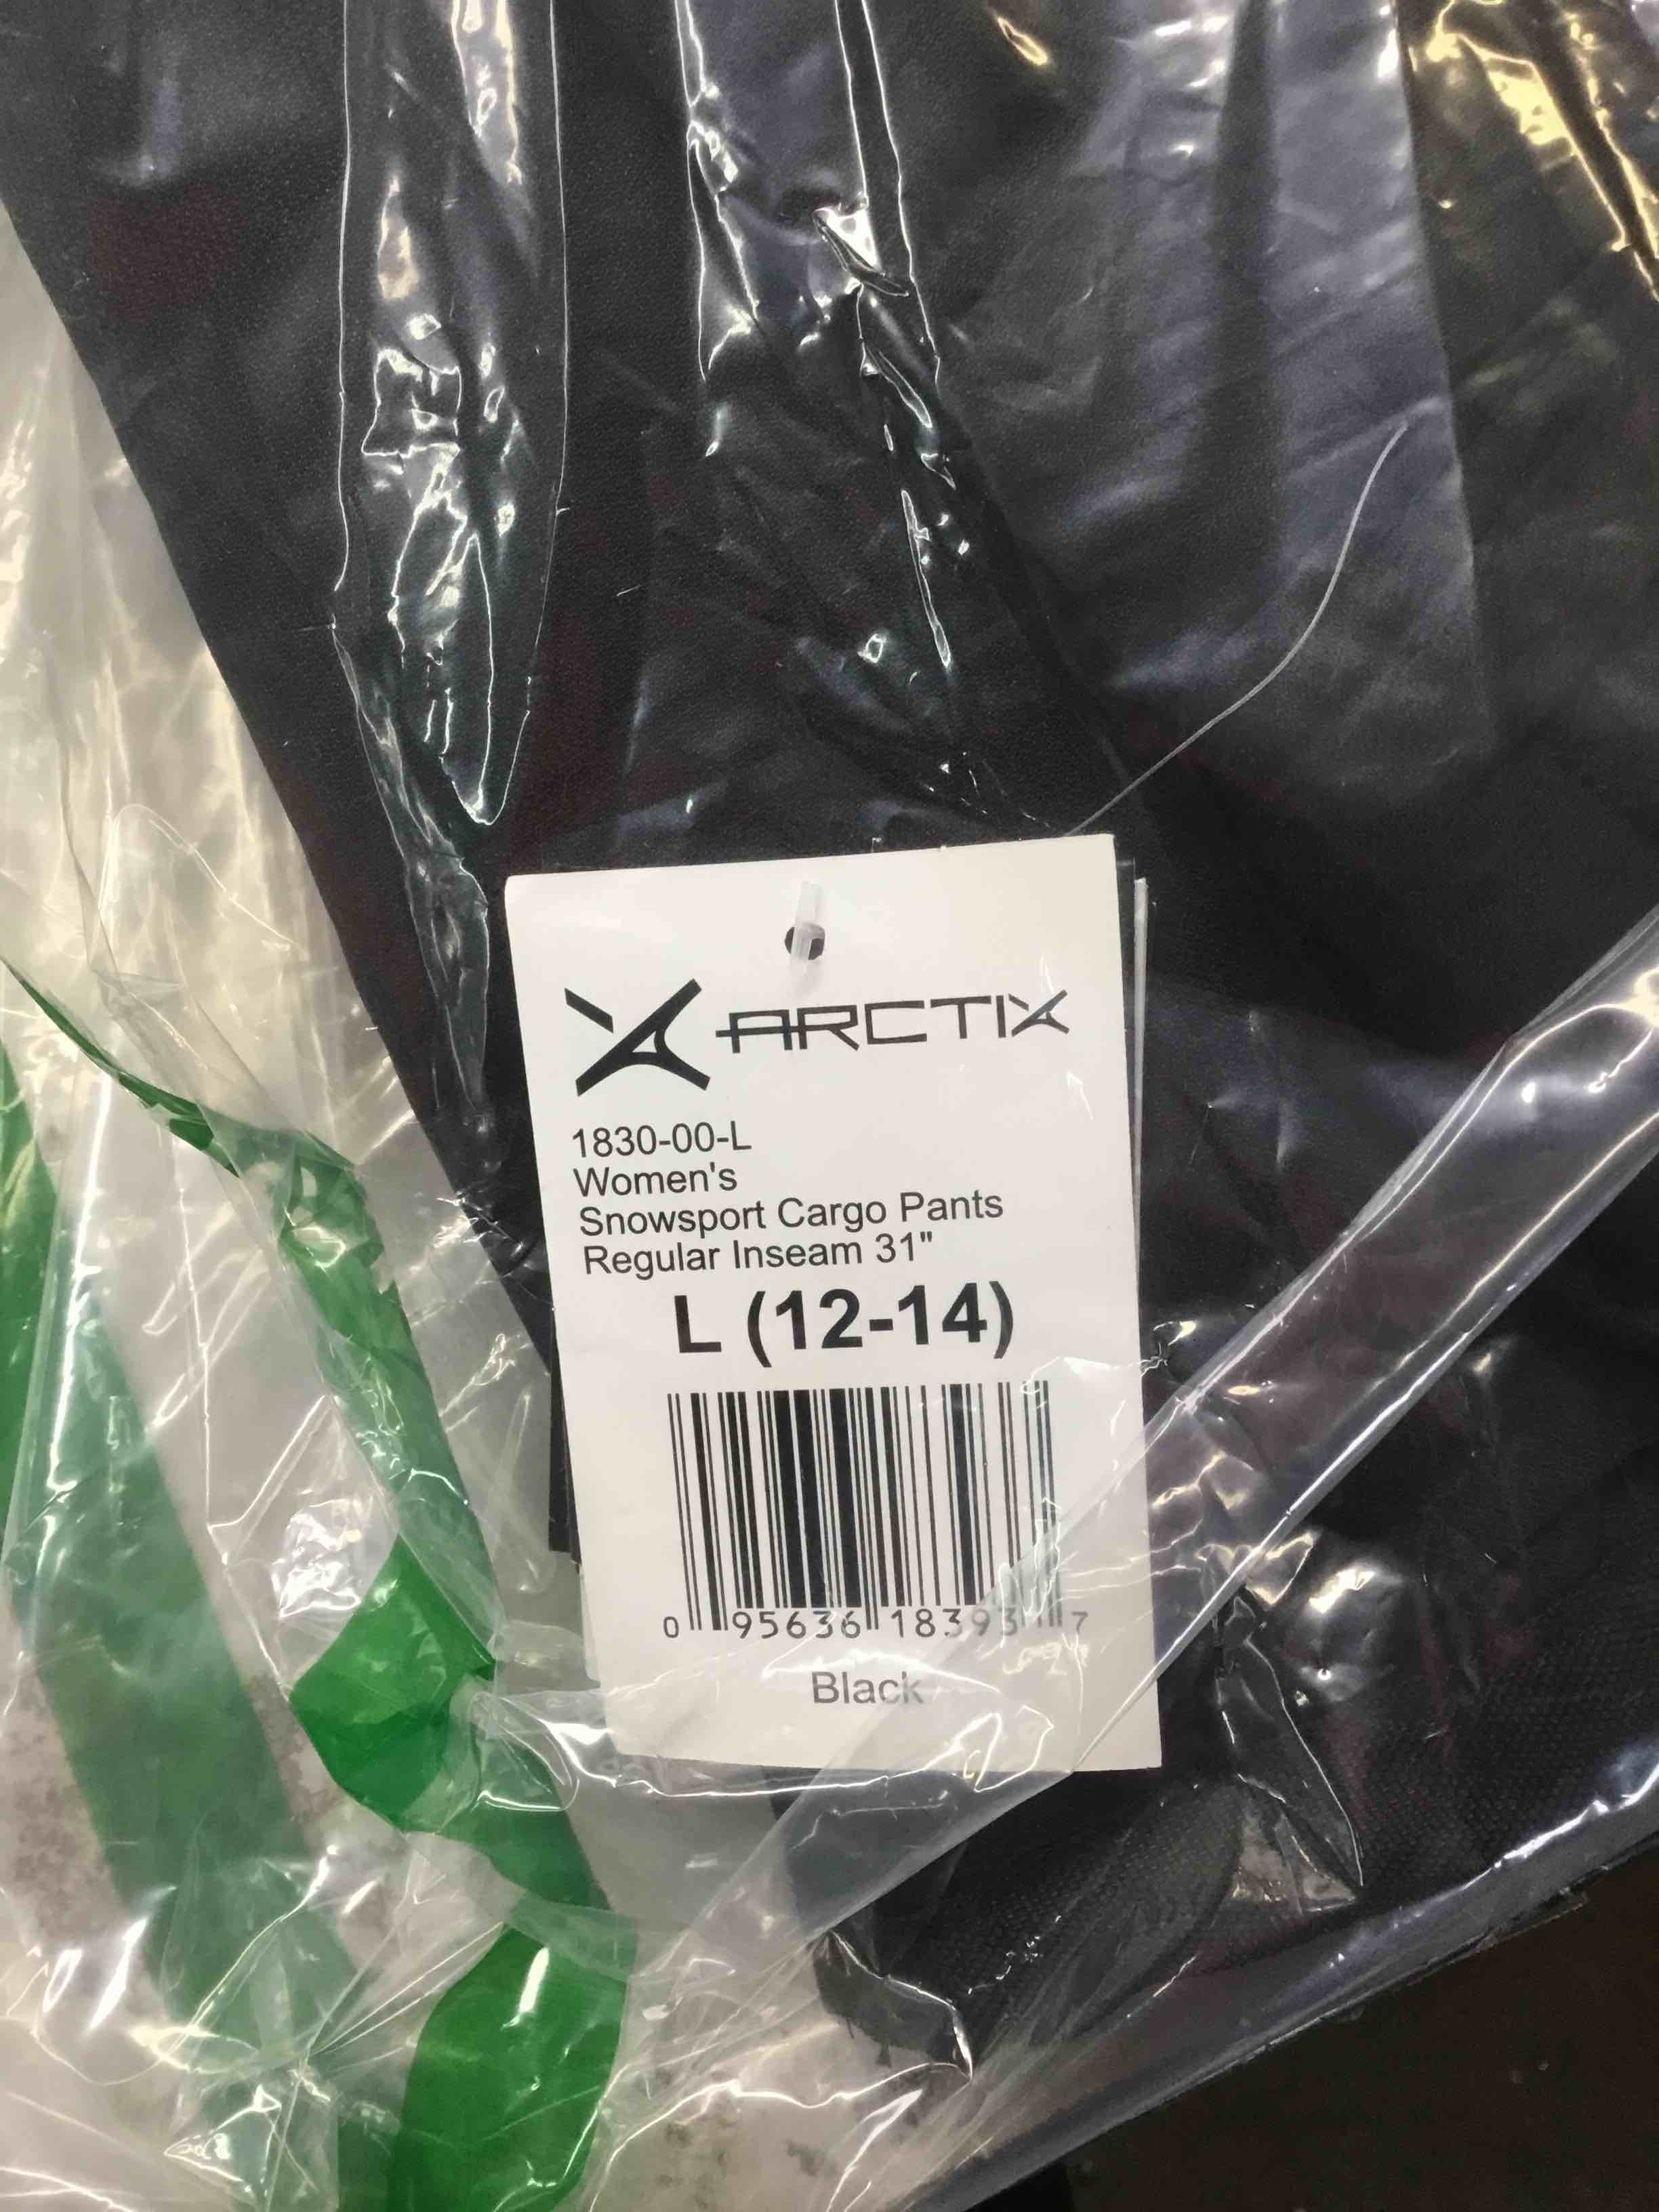 ARCTIX
1830-00-L
Women's
Snowsport Cargo Pants
Regular Inseam 31"
L (12-14)
0 95636 18393 7
Black